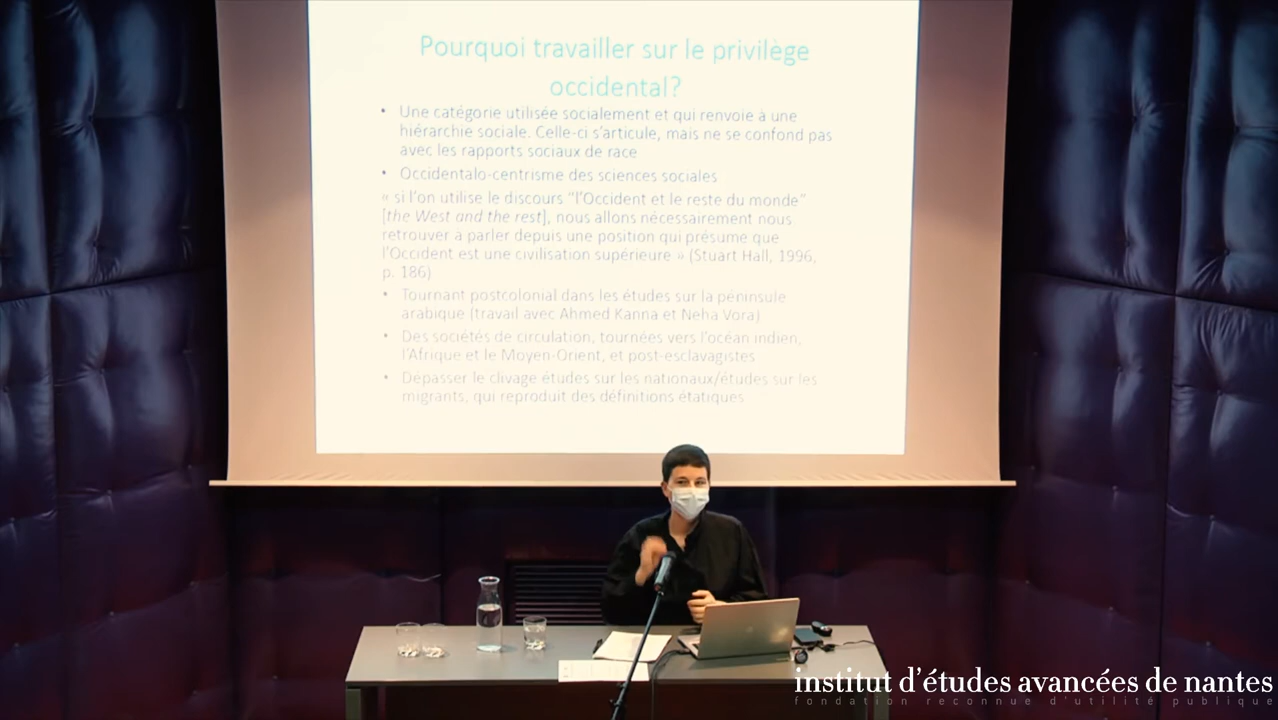 Pourquoi travailler sur le privilège
occidental?
• Une catégorie utilisée socialement et qui renvoie à une
hiérarchie sociale. Celle-ci s'articule, mais ne se confond pas
avec les rapports sociaux de race
• Occidentalo-centrisme des sciences sociales
« si l'on utilise le discours "l'Occident et le reste du monde"
[the West and the rest], nous allons nécessairement nous
retrouver à parler depuis une position qui présume que
l'Occident est une civilisation supérieure » (Stuart Hall, 1996,
p. 186)
• Tournant postcolonial dans les études sur la péninsule
arabique (travail avec Ahmed Kanna et Neha Vora)
• Des sociétés de circulation, tournées vers l'océan indien,
l'Afrique et le Moyen-Orient, et post-esclavagistes
• Dépasser le clivage études sur les nationaux/études sur les
migrants, qui reproduit des définitions étatiques
institut d'études avancées de nantes
fondation reconnue d'utilité publique